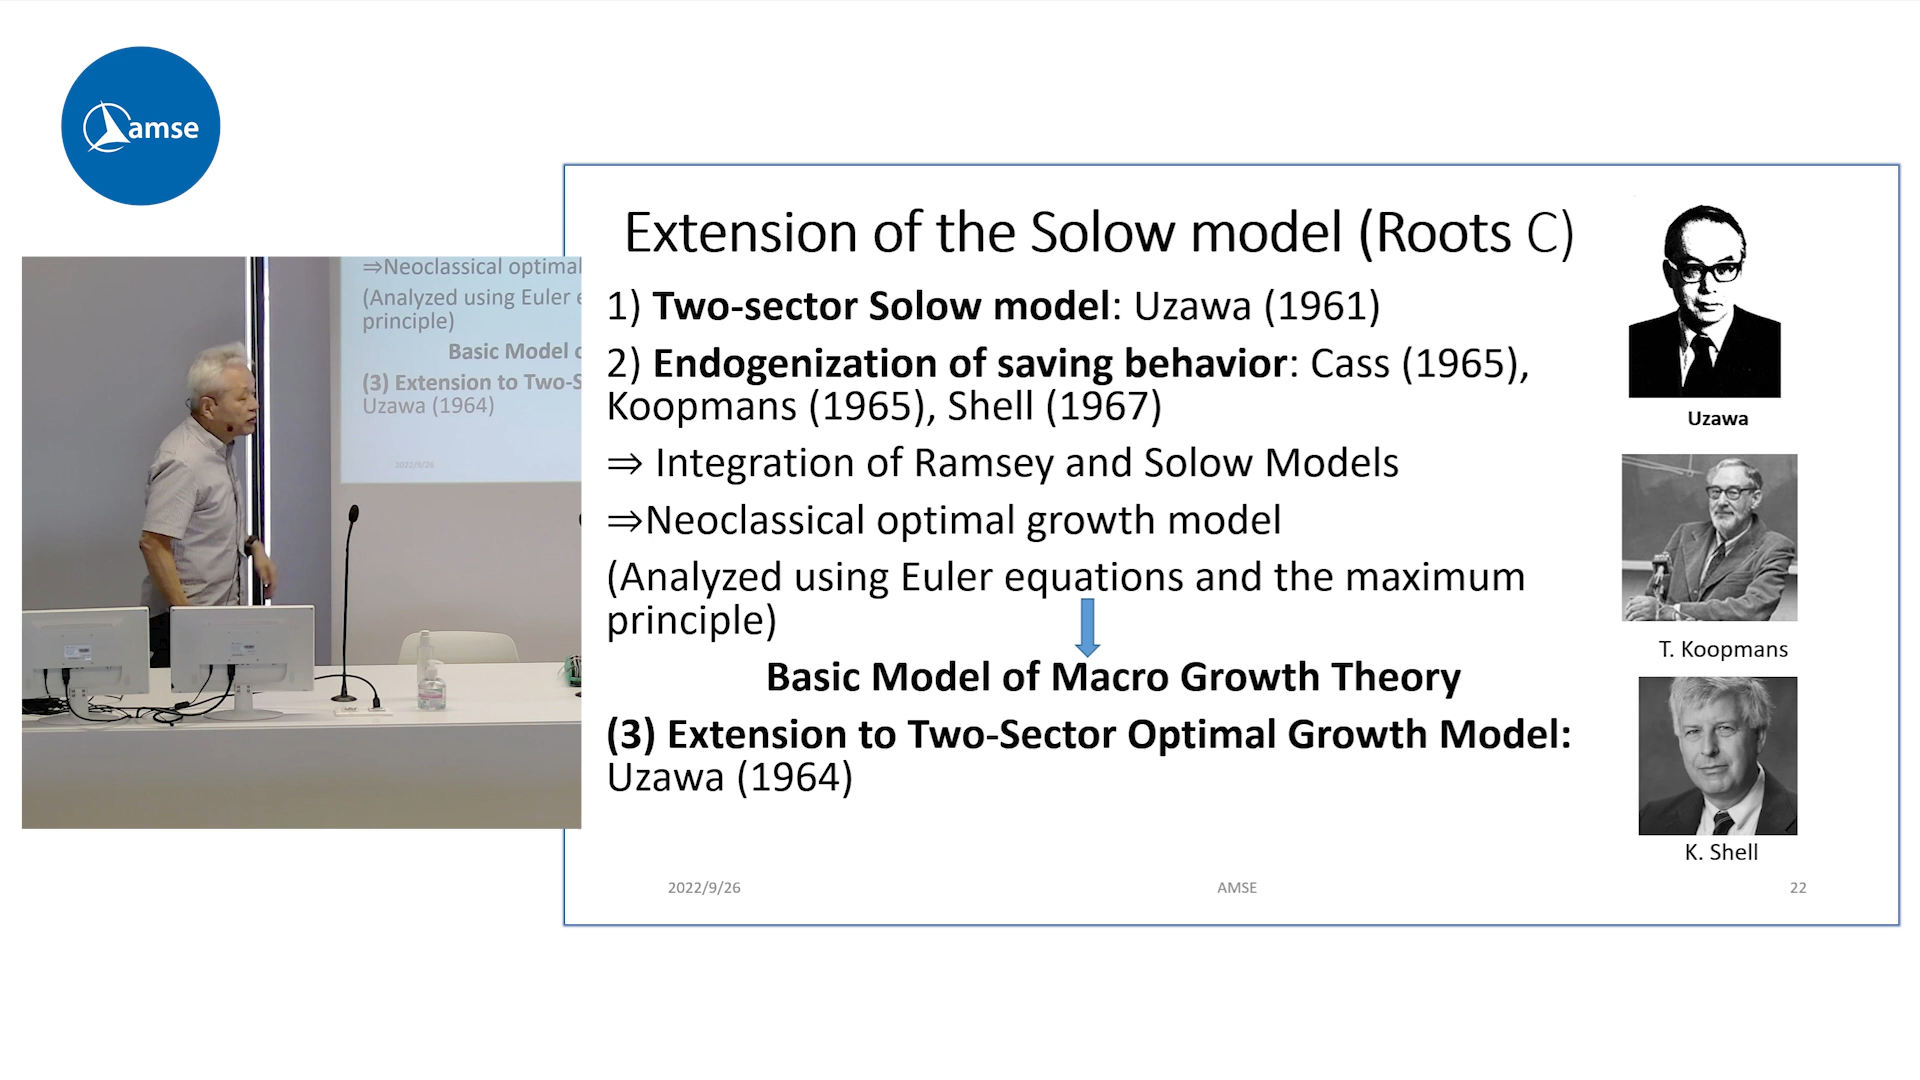 amse
Extension of the Solow model (Roots C)
1) Two-sector Solow model: Uzawa (1961)
2) Endogenization of saving behavior: Cass (1965),
Koopmans (1965), Shell (1967)
⇒ Integration of Ramsey and Solow Models
⇒Neoclassical optimal growth model
(Analyzed using Euler equations and the maximum
principle)
Basic Model of Macro Growth Theory
(3) Extension to Two-Sector Optimal Growth Model:
Uzawa (1964)
Uzawa
T. Koopmans
K. Shell
2022/9/26
AMSE
22
⇒Neoclassical optimal
(Analyzed using Euler e
principle)
Basic Model o
(3) Extension to Two-S
Uzawa (1964)
2022/9/26